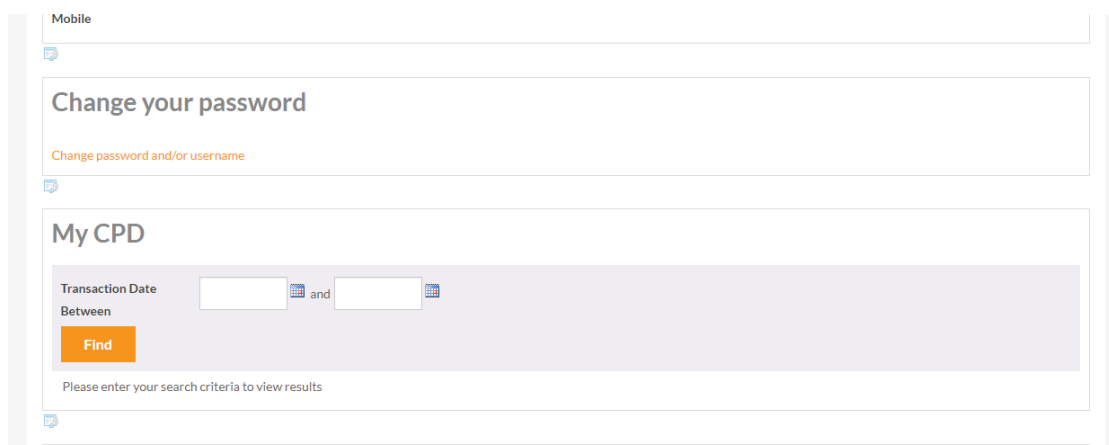 Mobile
Change your password
Change password and/or username
My CPD
Transaction Date
Between
and
Find
Please enter your search criteria to view results